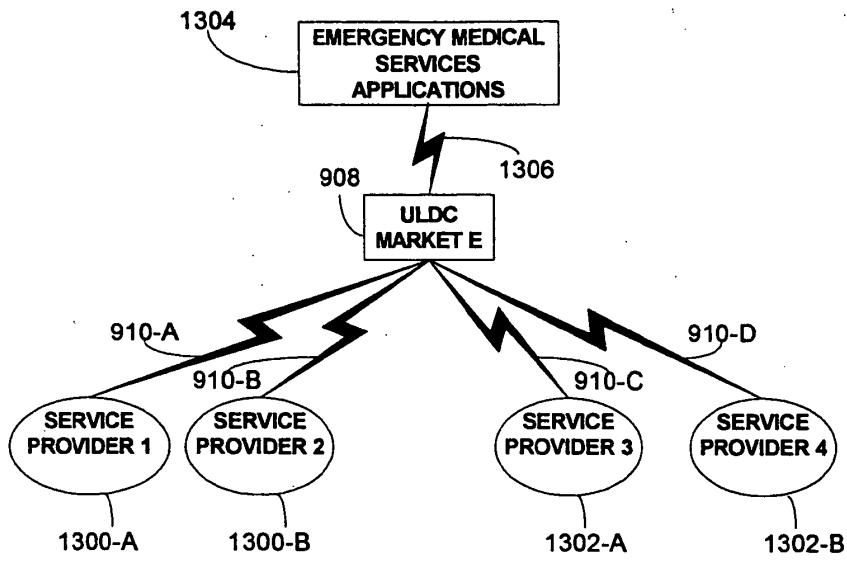 1304
EMERGENCY MEDICAL
SERVICES
APPLICATIONS
1306
908
ULDC
MARKET E
910-A
910-B
910-C
910-D
SERVICE
PROVIDER 1
SERVICE
PROVIDER 2
SERVICE
PROVIDER 3
SERVICE
PROVIDER 4
1300-A
1300-B
1302-A
1302-B